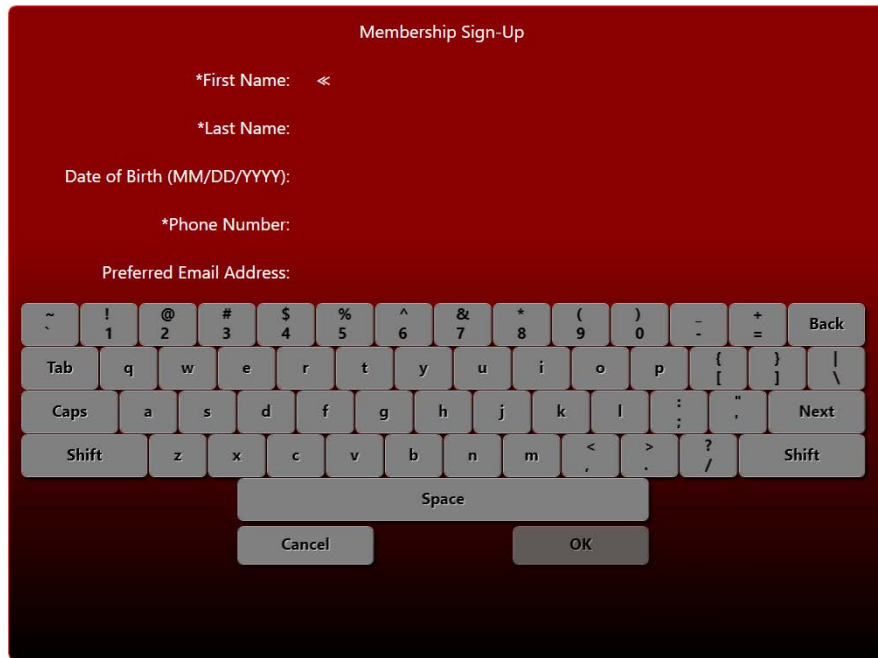 Membership Sign-Up
*First Name: ≪
*Last Name:
Date of Birth (MM/DD/YYYY):
*Phone Number:
Preferred Email Address:
~ ! @ # $ % ^ & * ( ) _ +
` 1 2 3 4 5 6 7 8 9 0 - = Back
Tab q w e r t y u i o p { [ } ] | \
Caps a s d f g h j k l : ; " ' Next
Shift z x c v b n m < , > . ? / Shift
Space
Cancel OK